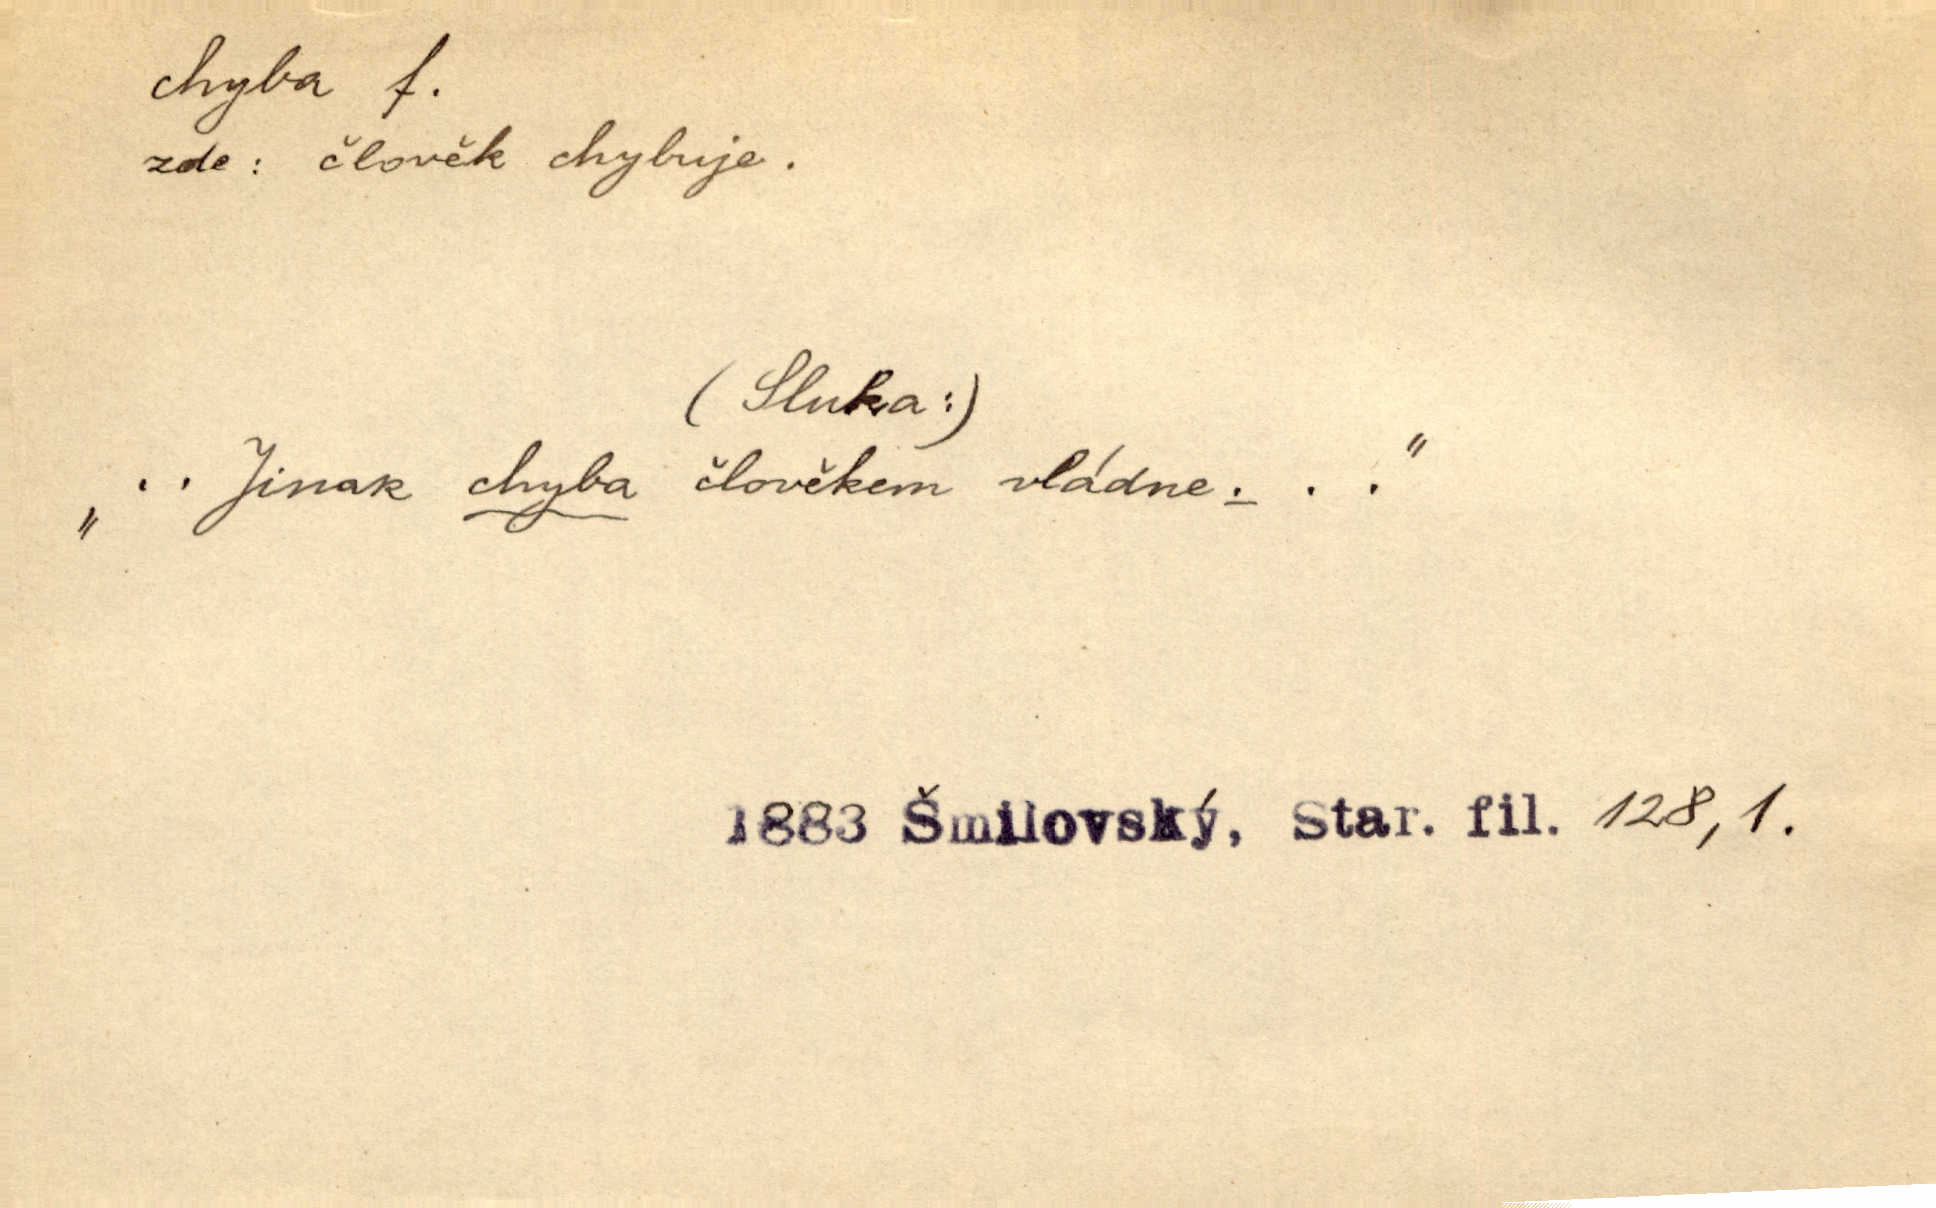 chyba f.
zde: člověk chybuje.
(Sluka:)
„ . . Jinak chyba člověkem vládne. . . "
1883 Šmilovský, Star. fil. 128, 1.